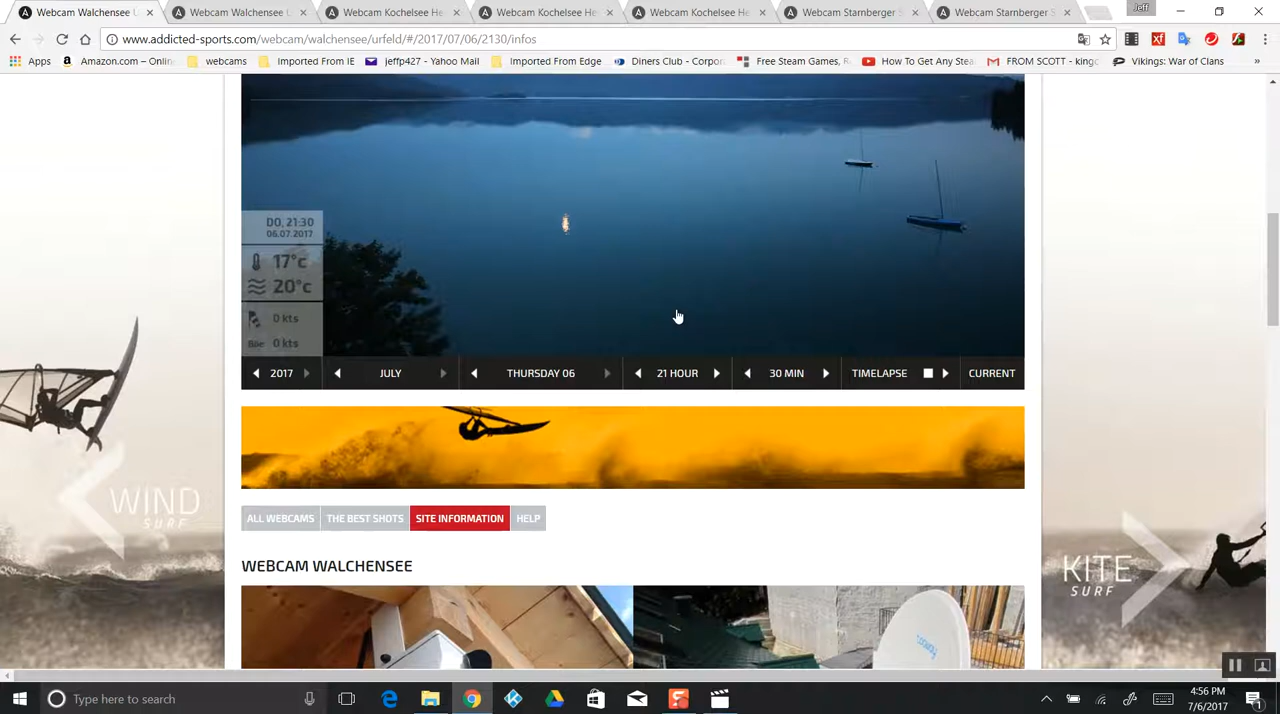 Webcam Walchensee U
Webcam Walchensee U
Webcam Kochelsee He
Webcam Kochelsee He
Webcam Kochelsee He
Webcam Starnberger S
Webcam Starnberger S
Jeff
www.addicted-sports.com/webcam/walchensee/urfeld/#/2017/07/06/2130/infos
Apps
Amazon.com – Onlin
webcams
Imported From IE
jeffp427 - Yahoo Mail
Imported From Edge
Diners Club - Corpor
Free Steam Games, R
How To Get Any Stea
FROM SCOTT - kingc
Vikings: War of Clans
»
DO, 21:30
06.07.2017
17°c
20°c
0 kts
0 kts
2017
JULY
THURSDAY 06
21 HOUR
30 MIN
TIMELAPSE
CURRENT
WIND
SURF
KITE
SURF
ALL WEBCAMS
THE BEST SHOTS
SITE INFORMATION
HELP
WEBCAM WALCHENSEE
Type here to search
4:56 PM
7/6/2017